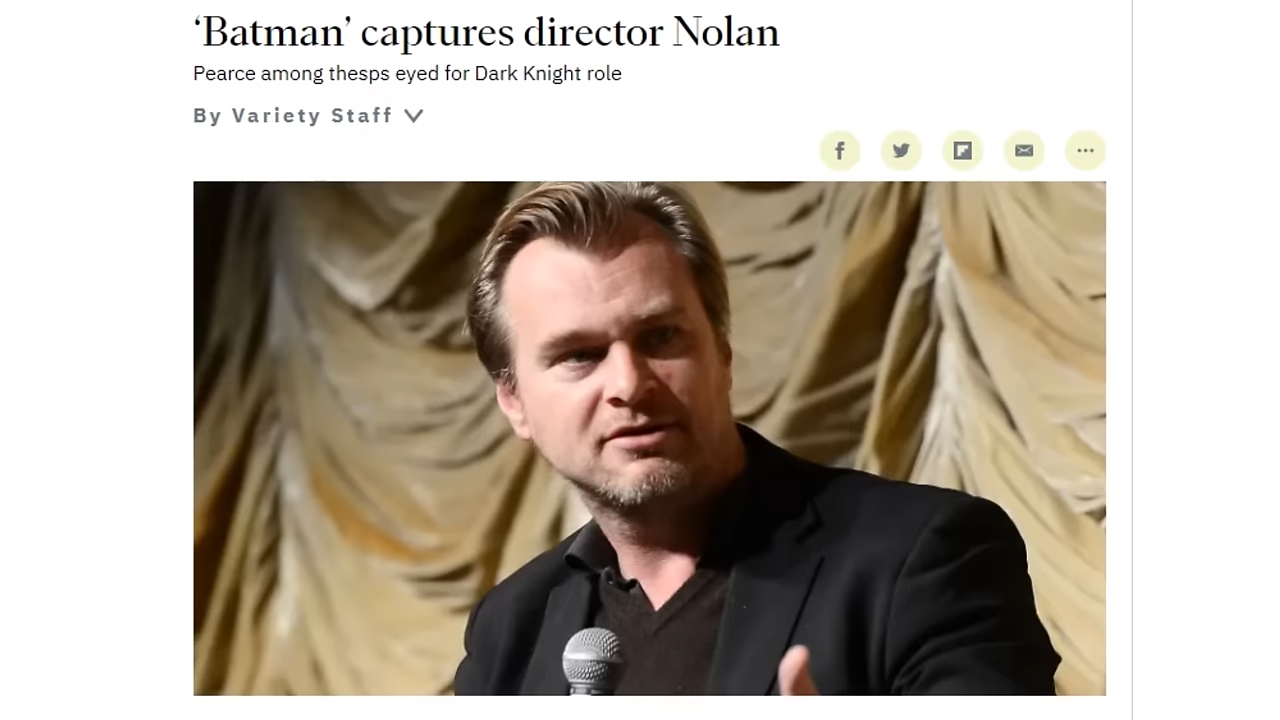 ‘Batman’ captures director Nolan
Pearce among thesps eyed for Dark Knight role
By Variety Staff